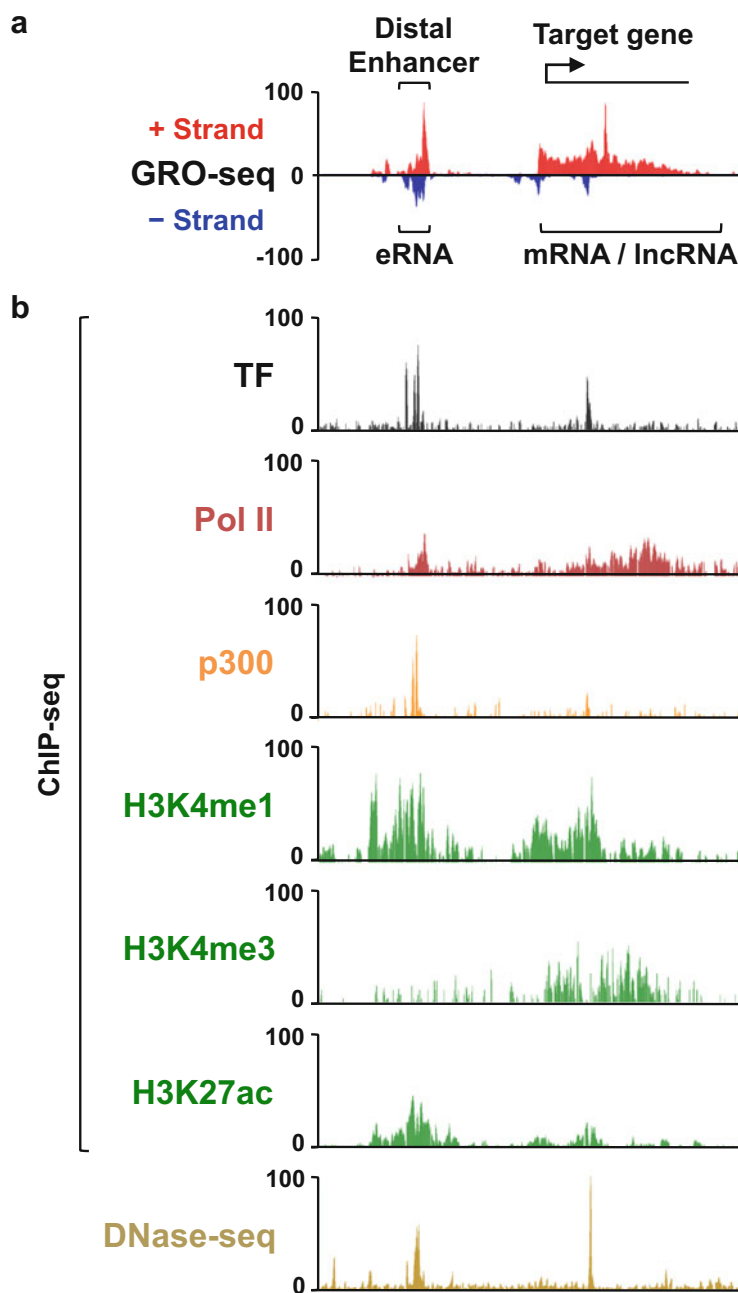 a
Distal
Enhancer
Target gene
100
+ Strand
GRO-seq
0
− Strand
-100
eRNA
mRNA / lncRNA
b
ChIP-seq
100
TF
0
100
Pol II
0
100
p300
0
100
H3K4me1
0
100
H3K4me3
0
100
H3K27ac
0
100
DNase-seq
0